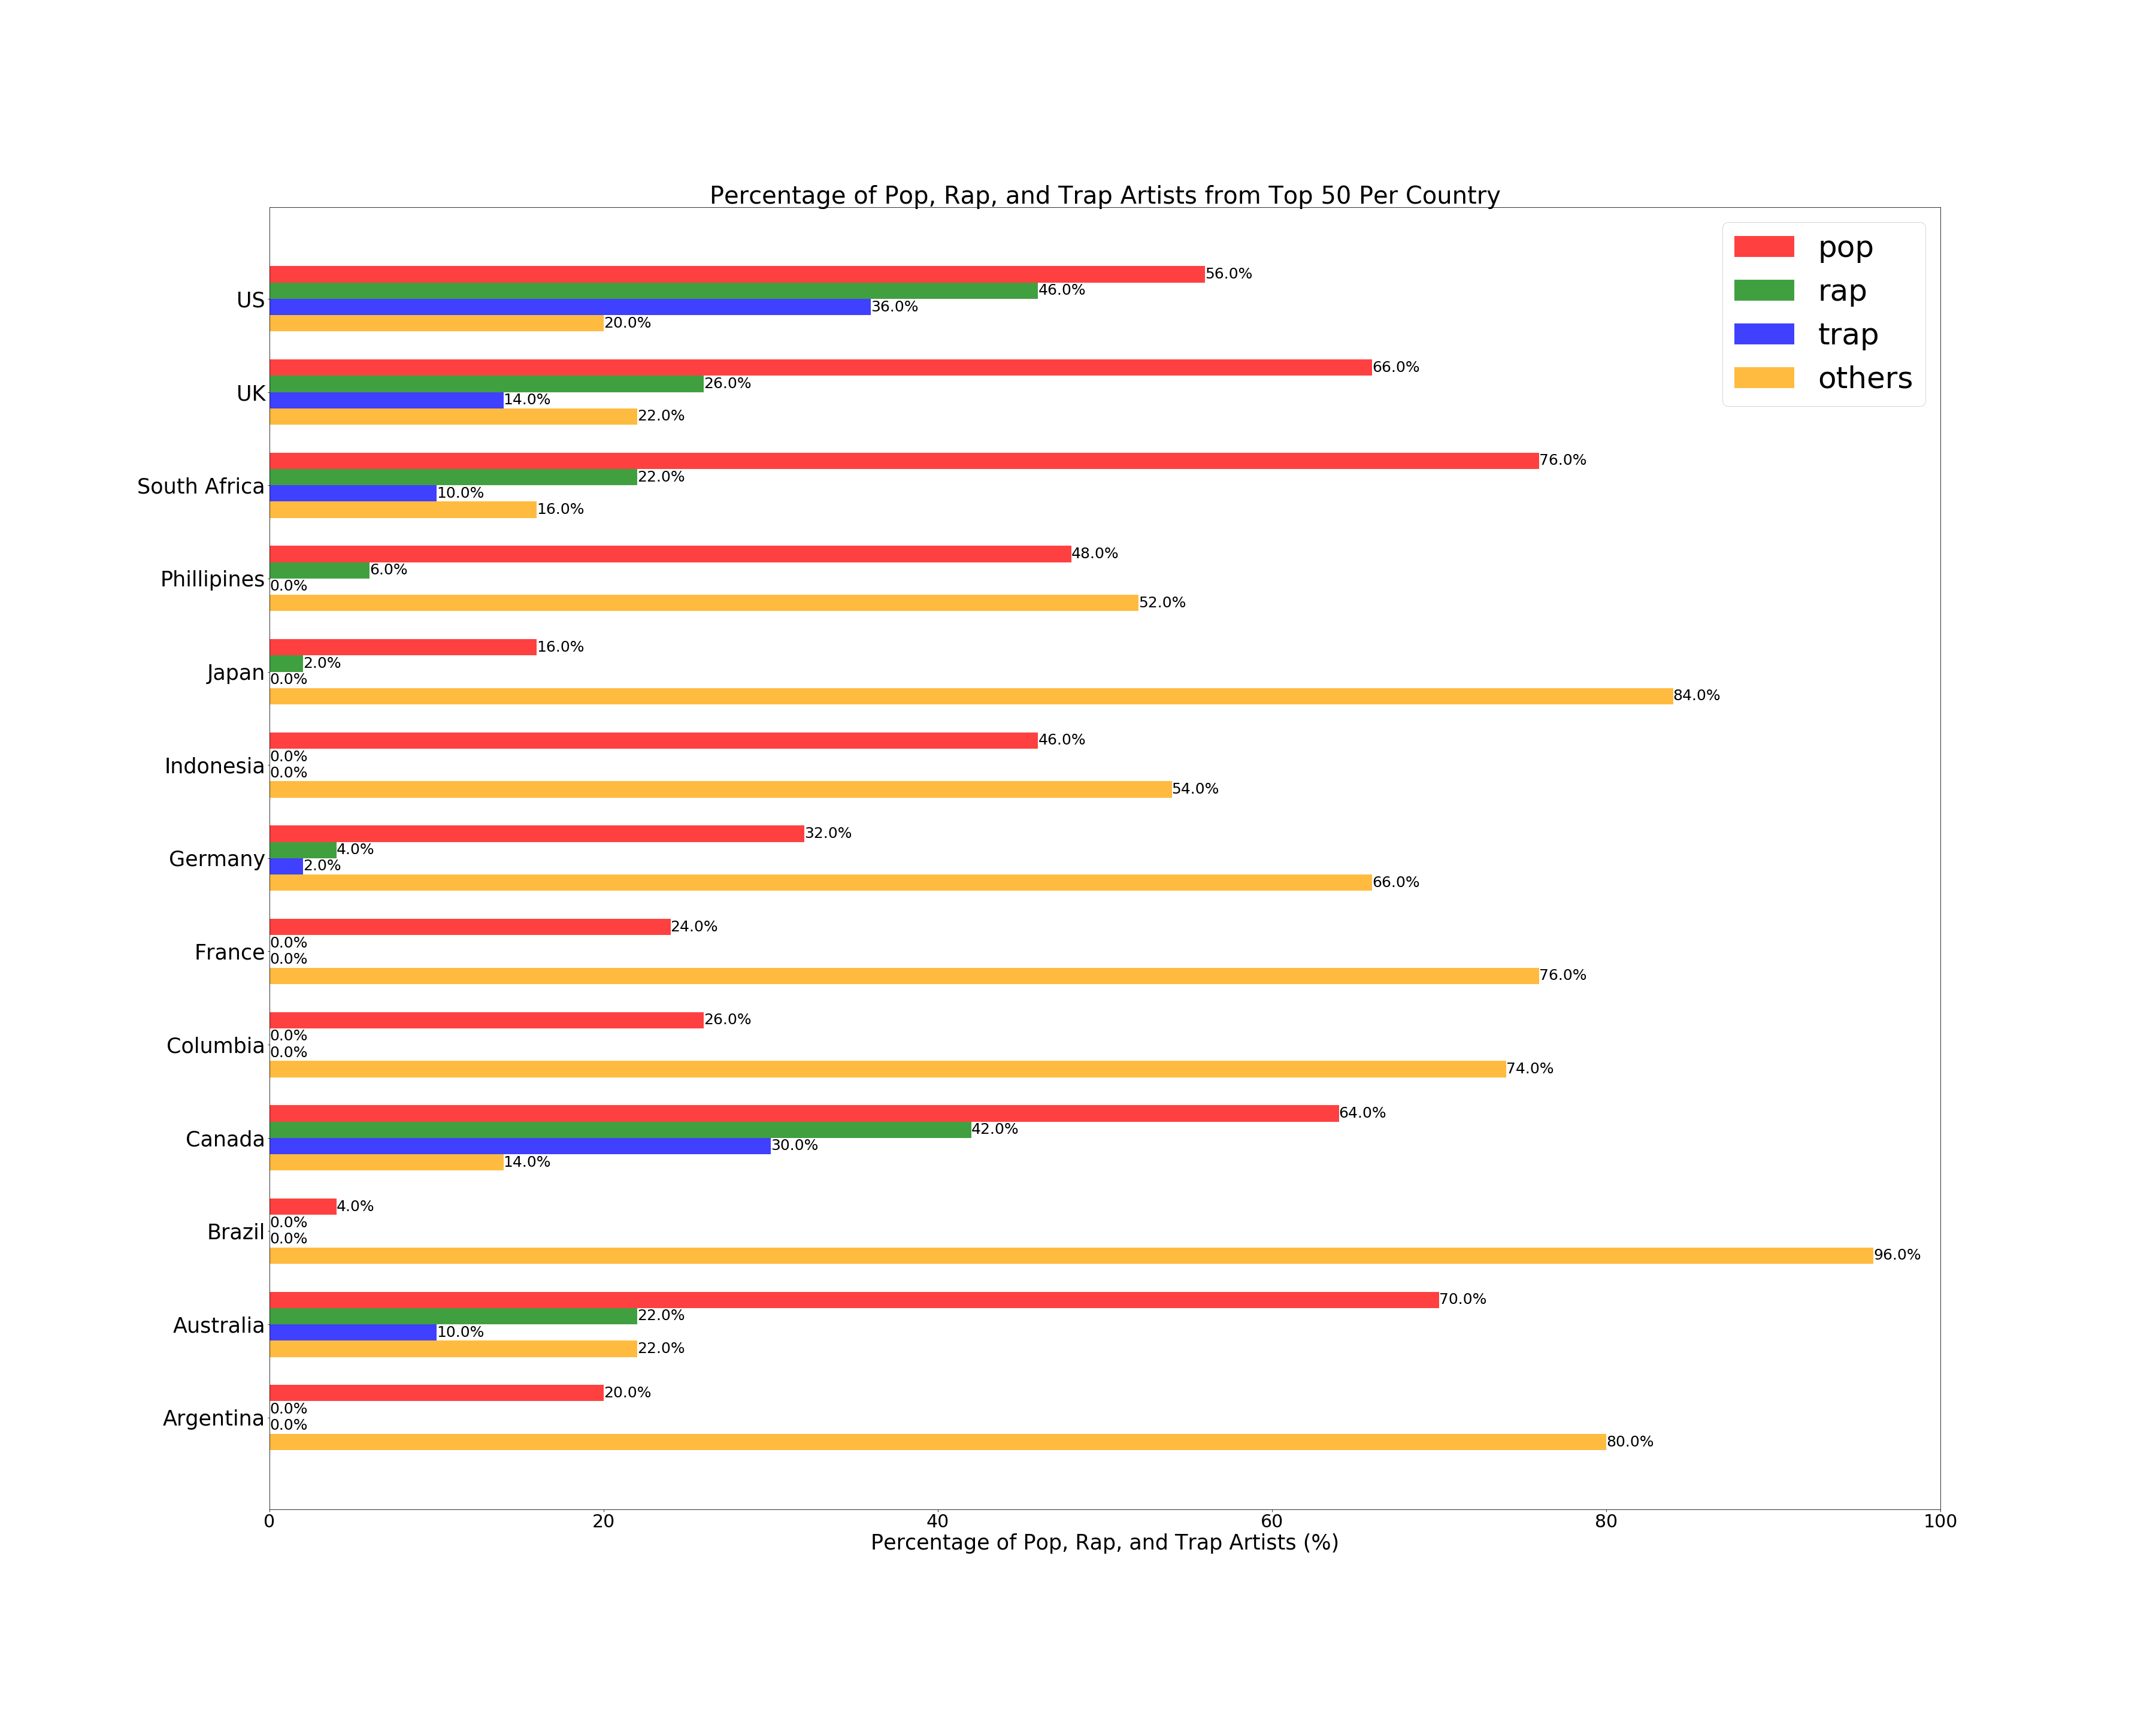 Percentage of Pop, Rap, and Trap Artists from Top 50 Per Country
pop
rap
trap
others
US
56.0%
46.0%
36.0%
20.0%
UK
66.0%
26.0%
14.0%
22.0%
South Africa
76.0%
22.0%
10.0%
16.0%
Phillipines
48.0%
6.0%
0.0%
52.0%
Japan
16.0%
2.0%
0.0%
84.0%
Indonesia
46.0%
0.0%
0.0%
54.0%
Germany
32.0%
4.0%
2.0%
66.0%
France
24.0%
0.0%
0.0%
76.0%
Columbia
26.0%
0.0%
0.0%
74.0%
Canada
64.0%
42.0%
30.0%
14.0%
Brazil
4.0%
0.0%
0.0%
96.0%
Australia
70.0%
22.0%
10.0%
22.0%
Argentina
20.0%
0.0%
0.0%
80.0%
0 20 40 60 80 100
Percentage of Pop, Rap, and Trap Artists (%)